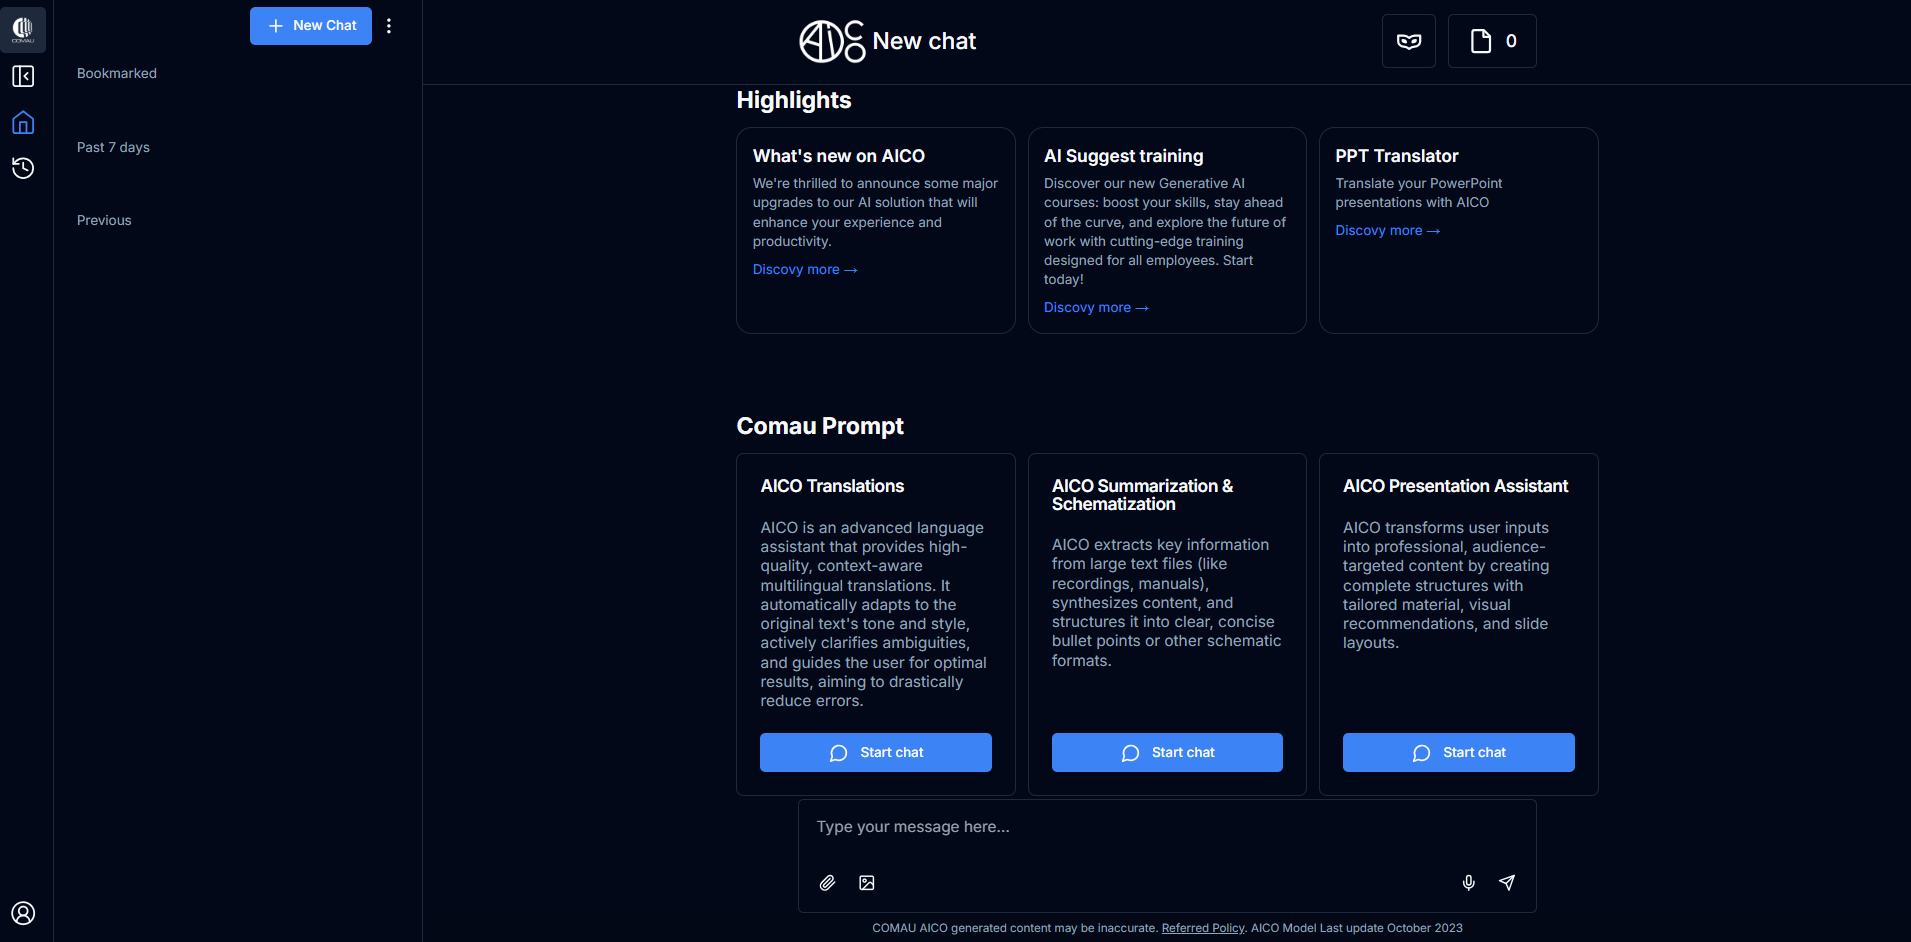 COMAU
New Chat
Bookmarked
Past 7 days
Previous
AiCO New chat
0
Highlights
What's new on AICO
We're thrilled to announce some major
upgrades to our AI solution that will
enhance your experience and
productivity.
Discovy more →
AI Suggest training
Discover our new Generative AI
courses: boost your skills, stay ahead
of the curve, and explore the future of
work with cutting-edge training
designed for all employees. Start
today!
Discovy more →
PPT Translator
Translate your PowerPoint
presentations with AICO
Discovy more →
Comau Prompt
AICO Translations
AICO is an advanced language
assistant that provides high-
quality, context-aware
multilingual translations. It
automatically adapts to the
original text's tone and style,
actively clarifies ambiguities,
and guides the user for optimal
results, aiming to drastically
reduce errors.
Start chat
AICO Summarization &
Schematization
AICO extracts key information
from large text files (like
recordings, manuals),
synthesizes content, and
structures it into clear, concise
bullet points or other schematic
formats.
Start chat
AICO Presentation Assistant
AICO transforms user inputs
into professional, audience-
targeted content by creating
complete structures with
tailored material, visual
recommendations, and slide
layouts.
Start chat
Type your message here...
COMAU AICO generated content may be inaccurate. Referred Policy. AICO Model Last update October 2023